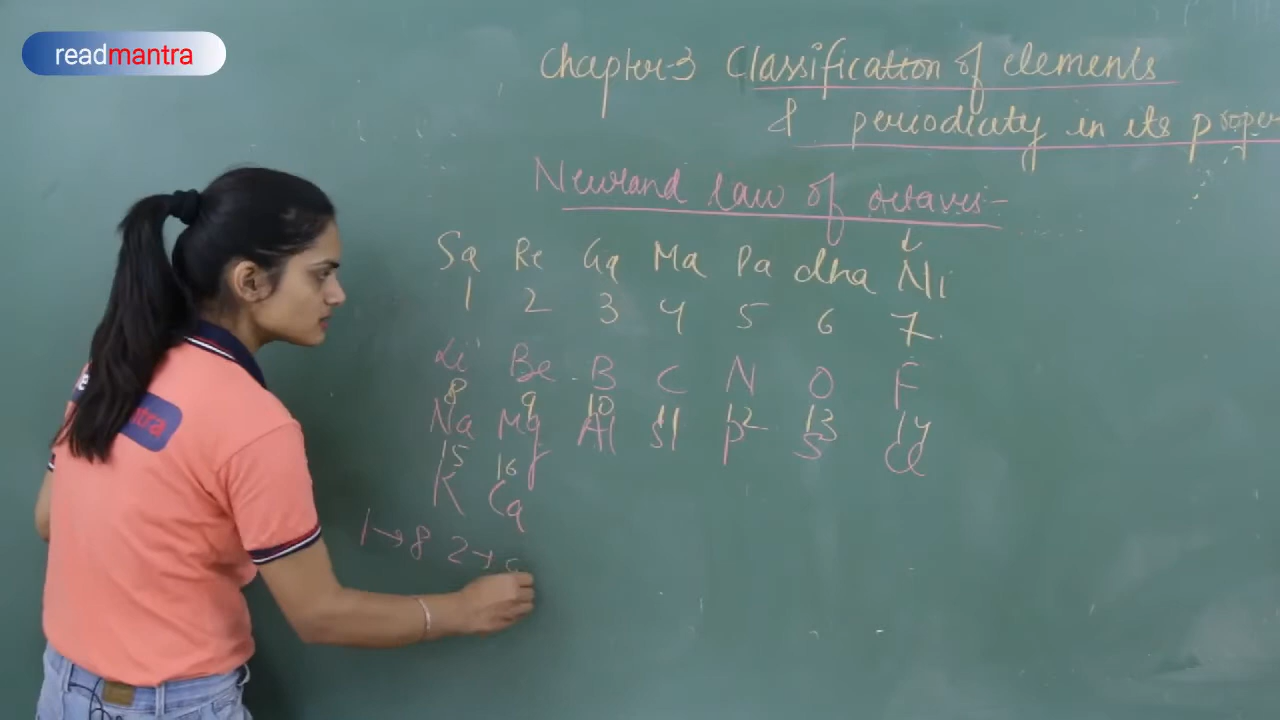 readmantra
Chapter-3 Classification of elements
& periodicity in its proper
Newland law of octaves-
Sa Re Ga Ma Pa dha Ni
1 2 3 4 5 6 7
Li Be B C N O F
8 9 10 11 12 13 14
Na Mg Al Si P S Cl
15 16
K Ca
1→8 2→